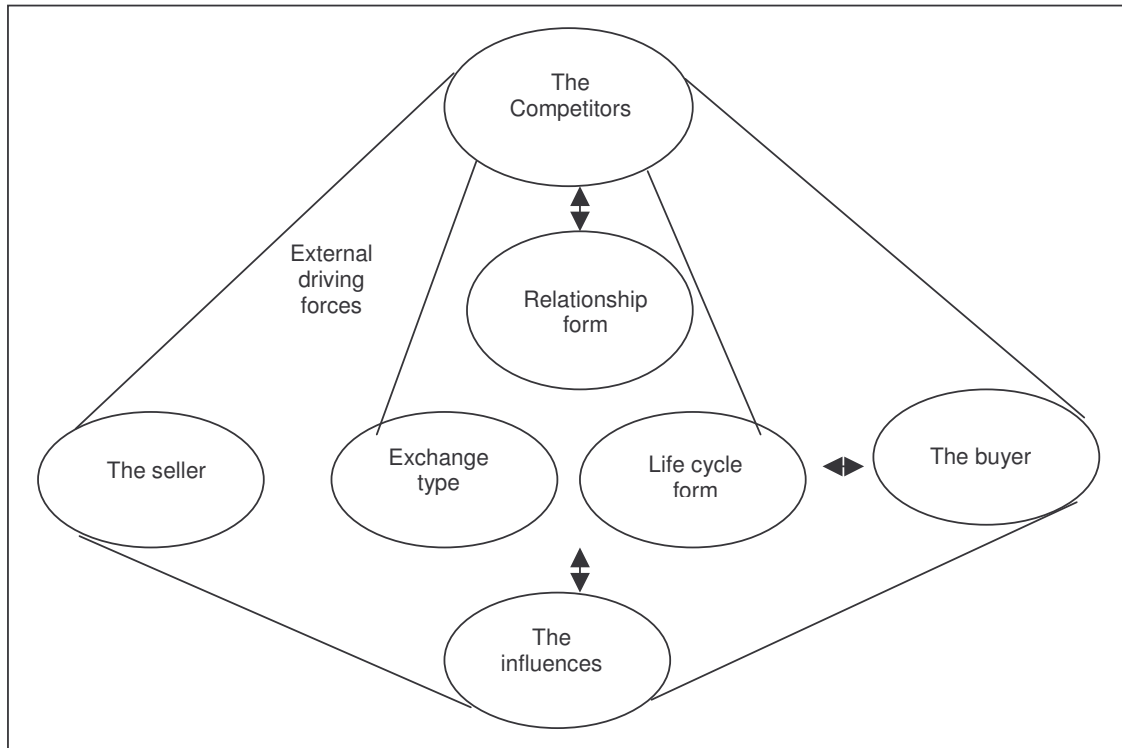 The
Competitors
External
driving
forces
Relationship
form
The seller
Exchange
type
Life cycle
form
The buyer
The
influences